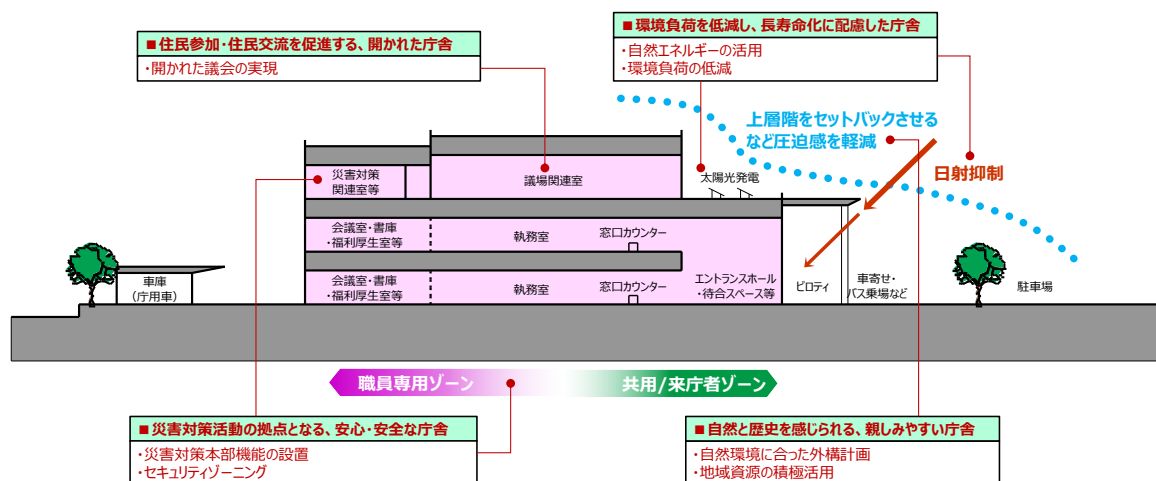 ■住民参加・住民交流を促進する、開かれた庁舎
・開かれた議会の実現
■環境負荷を低減し、長寿命化に配慮した庁舎
・自然エネルギーの活用
・環境負荷の低減
上層階をセットバックさせる
など圧迫感を軽減
日射抑制
災害対策
関連室等
議場関連室
太陽光発電
会議室・書庫
・福利厚生室等
執務室
窓口カウンター
会議室・書庫
・福利厚生室等
執務室
窓口カウンター
エントランスホール
・待合スペース等
ピロティ
車寄せ・
バス乗場など
駐車場
車庫
（庁用車）
職員専用ゾーン
共用/来庁者ゾーン
■災害対策活動の拠点となる、安心・安全な庁舎
・災害対策本部機能の設置
・セキュリティゾーニング
■自然と歴史を感じられる、親しみやすい庁舎
・自然環境に合った外構計画
・地域資源の積極活用